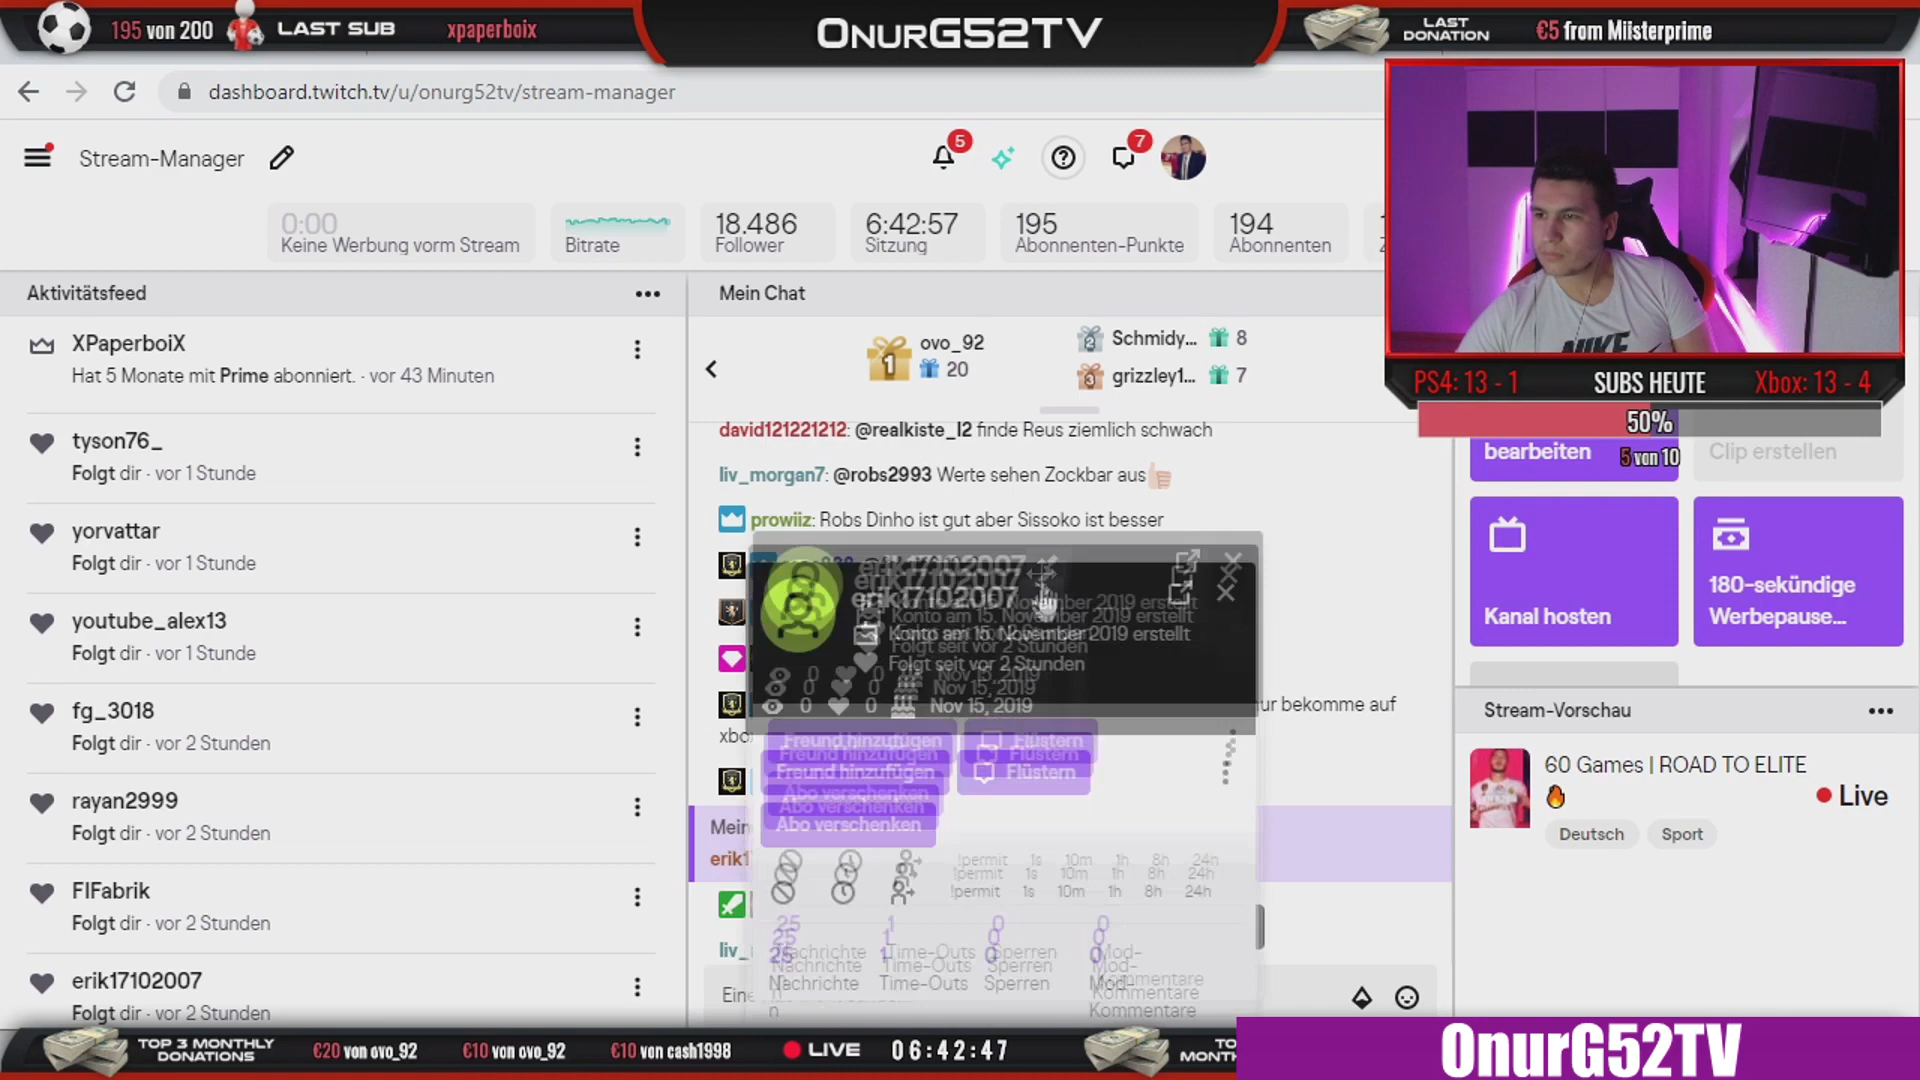 195 von 200
LAST SUB
xpaperboix
OnurG52TV
LAST DONATION
€5 from Miisterprime
dashboard.twitch.tv/u/onurg52tv/stream-manager
Stream-Manager
5
7
0:00
Keine Werbung vorm Stream
Bitrate
18.486
Follower
6:42:57
Sitzung
195
Abonnenten-Punkte
194
Abonnenten
Aktivitätsfeed
XPaperboiX
Hat 5 Monate mit Prime abonniert. · vor 43 Minuten
tyson76_
Folgt dir · vor 1 Stunde
yorvattar
Folgt dir · vor 1 Stunde
youtube_alex13
Folgt dir · vor 1 Stunde
fg_3018
Folgt dir · vor 2 Stunden
rayan2999
Folgt dir · vor 2 Stunden
FIFabrik
Folgt dir · vor 2 Stunden
erik17102007
Folgt dir · vor 2 Stunden
Mein Chat
1
ovo_92
20
2
Schmidy...
8
3
grizzley1...
7
david121221212: @realkiste_l2 finde Reus ziemlich schwach
liv_morgan7: @robs2993 Werte sehen Zockbar aus
prowiiz: Robs Dinho ist gut aber Sissoko ist besser
erik17102007
Konto am 15. November 2019 erstellt
Folgt seit vor 2 Stunden
0
0
Nov 15, 2019
bekomme auf
Freund hinzufügen
Flüstern
Abo verschenken
!permit 1s 10m 1h 8h 24h
25
1
0
0
Nachrichten
Time-Outs
Sperren
Mod-Kommentare
NIKE
PS4: 13 - 1
SUBS HEUTE
Xbox: 13 - 4
50%
5 von 10
bearbeiten
Clip erstellen
Kanal hosten
180-sekündige
Werbepause...
Stream-Vorschau
60 Games | ROAD TO ELITE
Live
Deutsch
Sport
TOP 3 MONTHLY DONATIONS
€20 von ovo_92
€10 von ovo_92
€10 von cash1998
LIVE
06:42:47
OnurG52TV